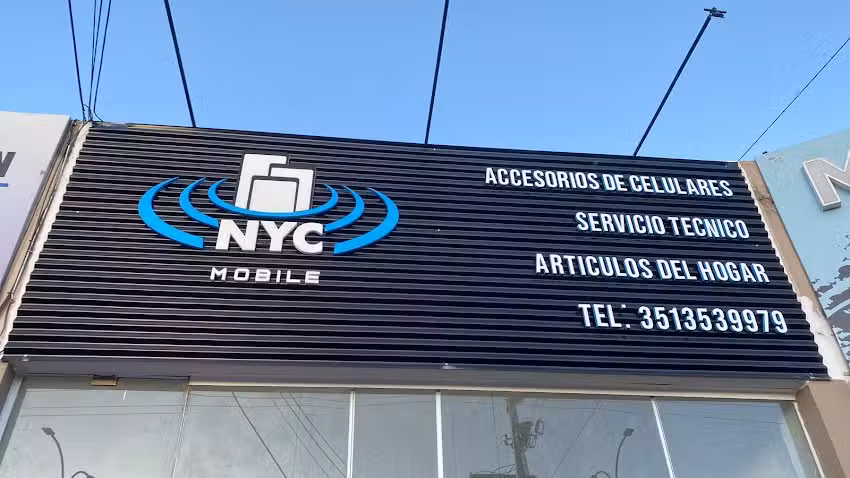 NYC
MOBILE
ACCESORIOS DE CELULARES
SERVICIO TECNICO
ARTICULOS DEL HOGAR
TEL: 3513539979